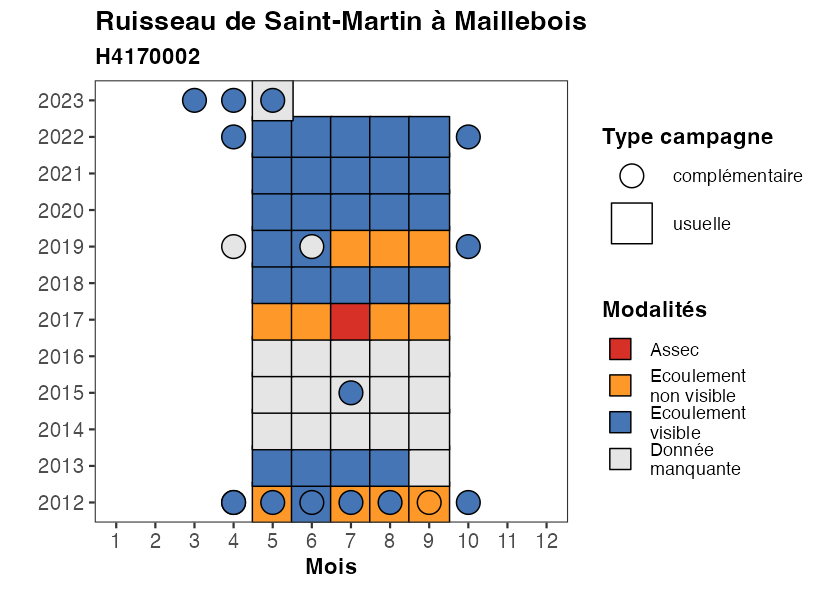 Ruisseau de Saint-Martin à Maillebois
H4170002
2023
2022
2021
2020
2019
2018
2017
2016
2015
2014
2013
2012
1 2 3 4 5 6 7 8 9 10 11 12
Mois
Type campagne
complémentaire
usuelle
Modalités
Assec
Ecoulement
non visible
Ecoulement
visible
Donnée
manquante